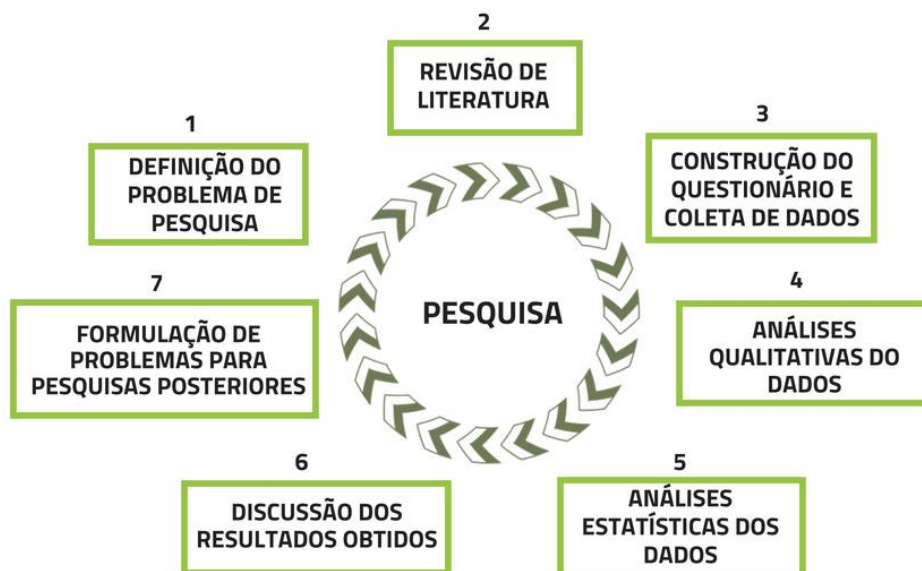 1
DEFINIÇÃO DO
PROBLEMA DE
PESQUISA
2
REVISÃO DE
LITERATURA
3
CONSTRUÇÃO DO
QUESTIONÁRIO E
COLETA DE DADOS
4
ANÁLISES
QUALITATIVAS DO
DADOS
5
ANÁLISES
ESTATÍSTICAS DOS
DADOS
6
DISCUSSÃO DOS
RESULTADOS OBTIDOS
7
FORMULAÇÃO DE
PROBLEMAS PARA
PESQUISAS POSTERIORES
PESQUISA